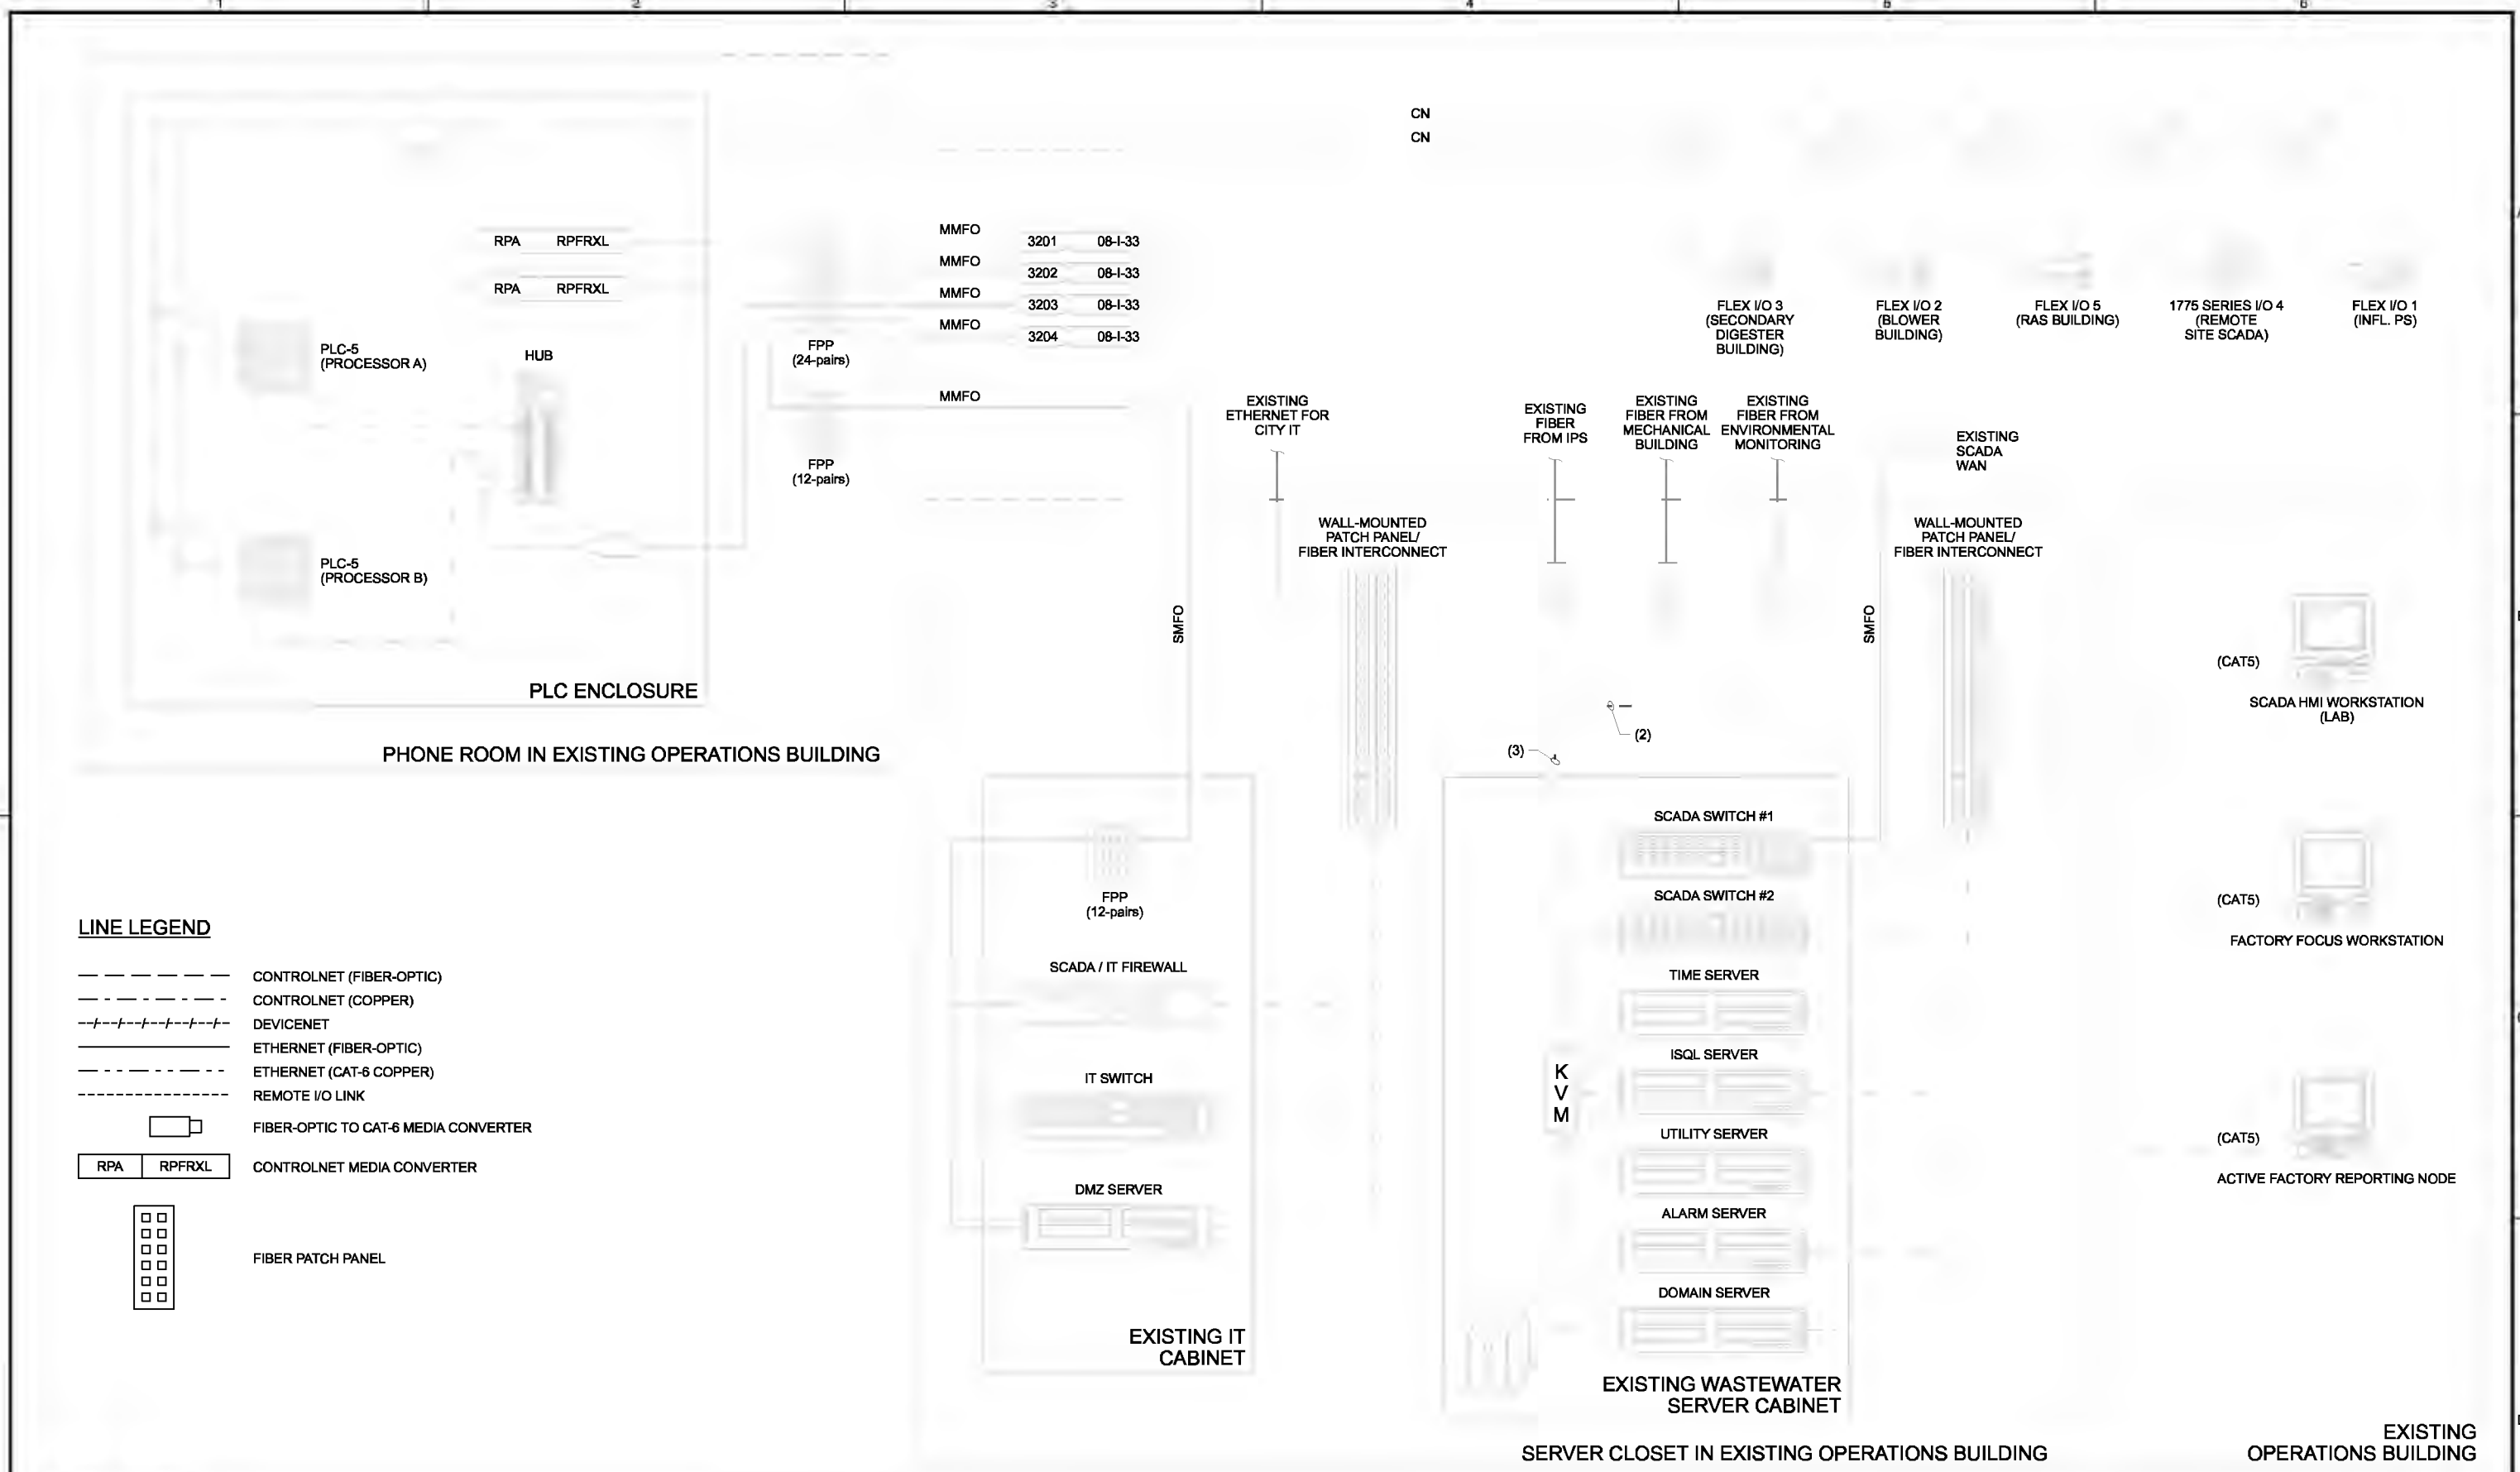 1 2 3 4 5 6
CN
CN
RPA RPFRXL
RPA RPFRXL
MMFO
3201 08-I-33
MMFO
3202 08-I-33
MMFO
3203 08-I-33
MMFO
3204 08-I-33
PLC-5
(PROCESSOR A)
HUB
FPP
(24-pairs)
MMFO
FPP
(12-pairs)
PLC-5
(PROCESSOR B)
PLC ENCLOSURE
PHONE ROOM IN EXISTING OPERATIONS BUILDING
FLEX I/O 3
(SECONDARY
DIGESTER
BUILDING)
FLEX I/O 2
(BLOWER
BUILDING)
FLEX I/O 5
(RAS BUILDING)
1775 SERIES I/O 4
(REMOTE
SITE SCADA)
FLEX I/O 1
(INFL. PS)
EXISTING
ETHERNET FOR
CITY IT
EXISTING
FIBER
FROM IPS
EXISTING
FIBER FROM
MECHANICAL
BUILDING
EXISTING
FIBER FROM
ENVIRONMENTAL
MONITORING
EXISTING
SCADA
WAN
WALL-MOUNTED
PATCH PANEL/
FIBER INTERCONNECT
WALL-MOUNTED
PATCH PANEL/
FIBER INTERCONNECT
SMFO
SMFO
(2)
(3)
(CAT5)
SCADA HMI WORKSTATION
(LAB)
(CAT5)
FACTORY FOCUS WORKSTATION
(CAT5)
ACTIVE FACTORY REPORTING NODE
FPP
(12-pairs)
SCADA / IT FIREWALL
IT SWITCH
DMZ SERVER
EXISTING IT
CABINET
SCADA SWITCH #1
SCADA SWITCH #2
TIME SERVER
ISQL SERVER
K
V
M
UTILITY SERVER
ALARM SERVER
DOMAIN SERVER
EXISTING WASTEWATER
SERVER CABINET
SERVER CLOSET IN EXISTING OPERATIONS BUILDING
EXISTING
OPERATIONS BUILDING
LINE LEGEND
CONTROLNET (FIBER-OPTIC)
CONTROLNET (COPPER)
DEVICENET
ETHERNET (FIBER-OPTIC)
ETHERNET (CAT-6 COPPER)
REMOTE I/O LINK
FIBER-OPTIC TO CAT-6 MEDIA CONVERTER
RPA RPFRXL CONTROLNET MEDIA CONVERTER
FIBER PATCH PANEL